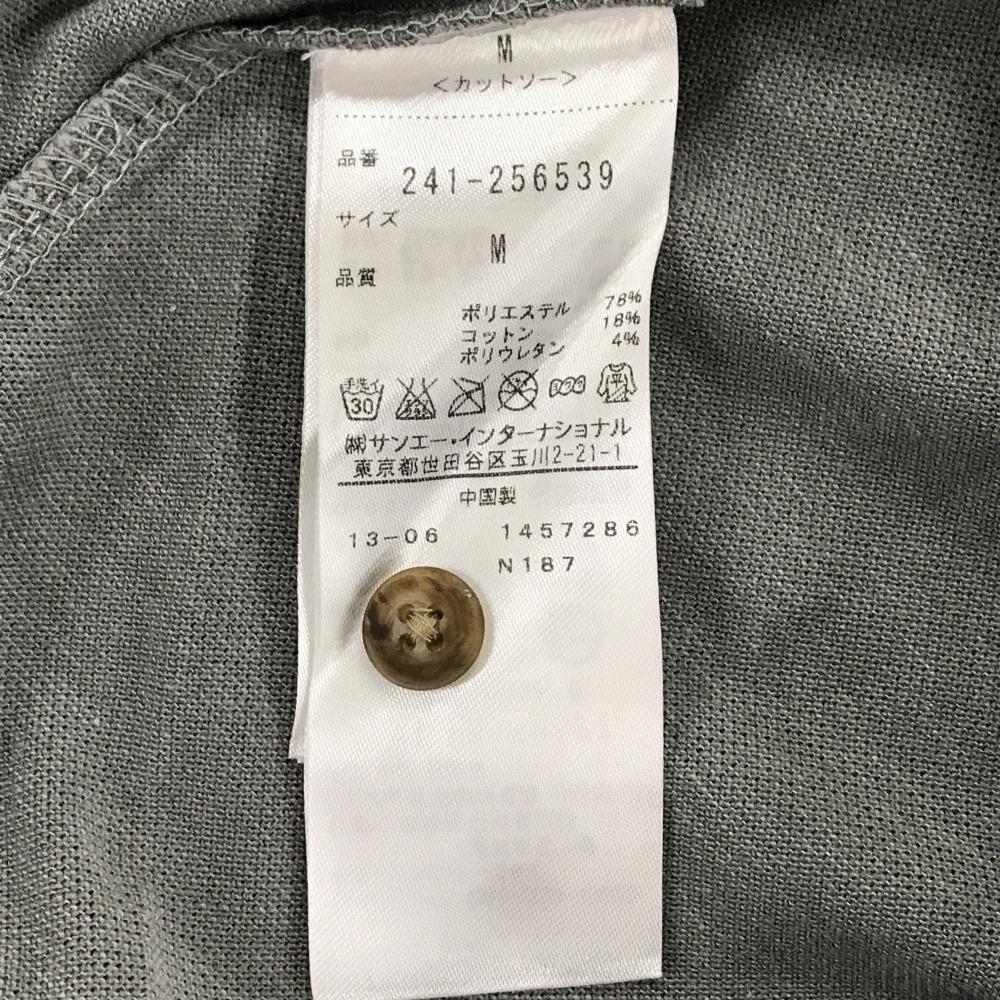 M
<カットソー>
品番
241-256539
サイズ
M
品質
ポリエステル 78%
コットン 18%
ポリウレタン 4%
手洗イ 30 平
㈱サンエー・インターナショナル
東京都世田谷区玉川2-21-1
中国製
13-06 1457286
N187